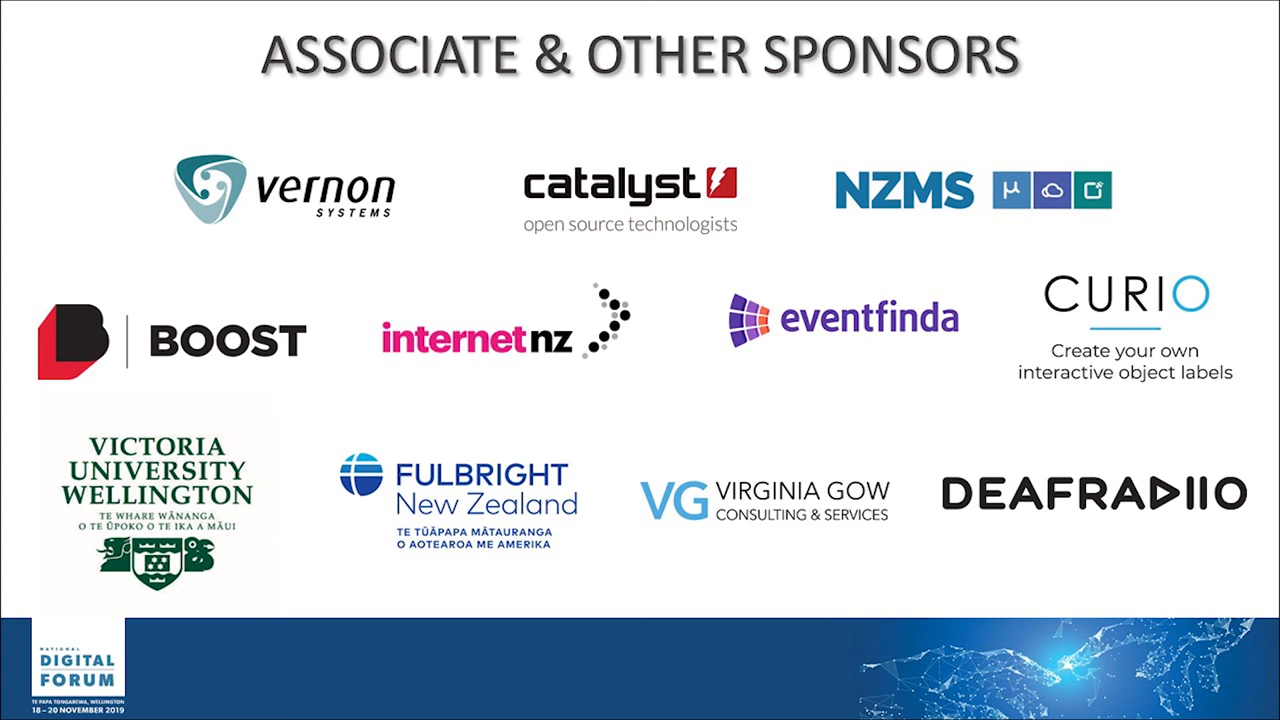 ASSOCIATE & OTHER SPONSORS
vernon
SYSTEMS
catalyst
open source technologists
NZMS
µ
B
BOOST
internetnz
eventfinda
CURIO
Create your own
interactive object labels
VICTORIA
UNIVERSITY
WELLINGTON
TE WHARE WĀNANGA
O TE ŪPOKO O TE IKA A MĀUI
FULBRIGHT
New Zealand
TE TŪĀPAPA MĀTAURANGA
O AOTEAROA ME AMERIKA
VG
VIRGINIA GOW
CONSULTING & SERVICES
DEAFRADIO
NATIONAL
DIGITAL
FORUM
TE PAPA TONGAREWA, WELLINGTON
18 – 20 NOVEMBER 2019